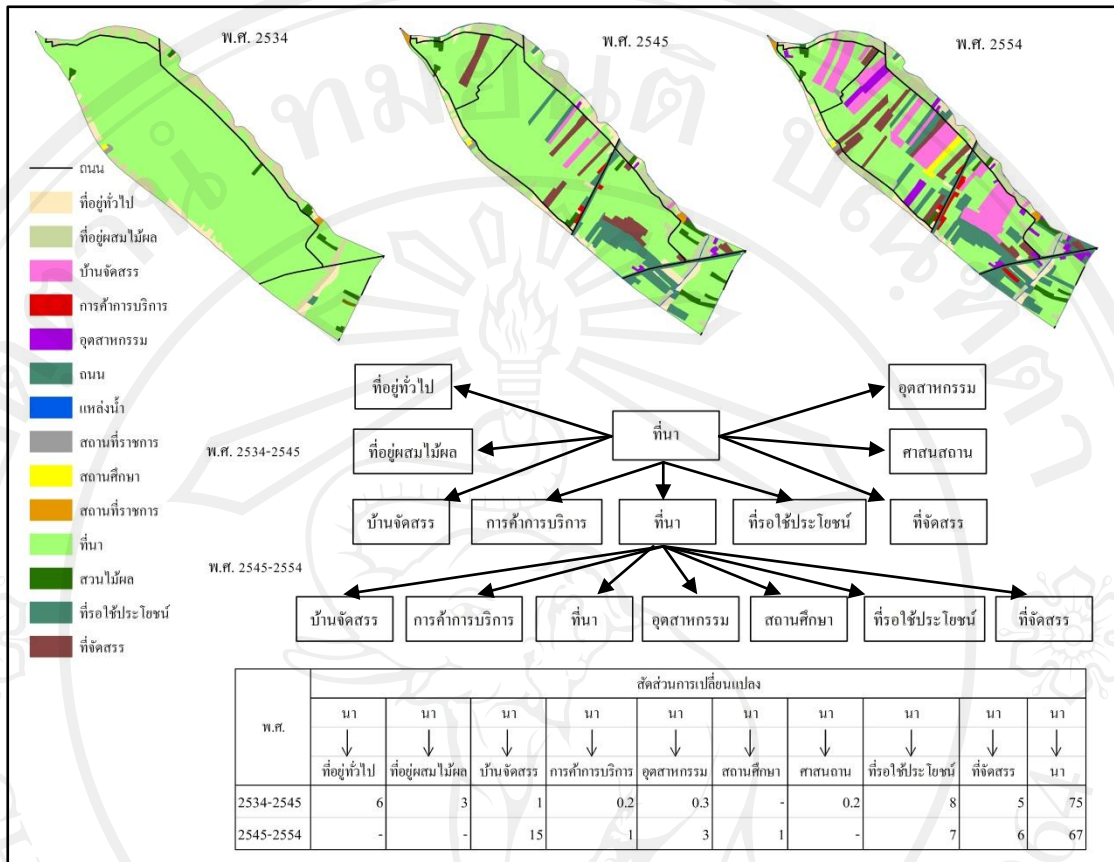 พ.ศ. 2534
พ.ศ. 2545
พ.ศ. 2554
ถนน
ที่อยู่ทั่วไป
ที่อยู่ผสมไม้ผล
บ้านจัดสรร
การค้าการบริการ
อุตสาหกรรม
ถนน
แหล่งน้ำ
สถานที่ราชการ
สถานศึกษา
สถานที่ราชการ
ที่นา
สวนไม้ผล
ที่รอใช้ประโยชน์
ที่จัดสรร
ที่อยู่ทั่วไป อุตสาหกรรม
ที่นา
พ.ศ. 2534-2545 ที่อยู่ผสมไม้ผล ศาสนสถาน
บ้านจัดสรร การค้าการบริการ ที่นา ที่รอใช้ประโยชน์ ที่จัดสรร
พ.ศ. 2545-2554
บ้านจัดสรร การค้าการบริการ ที่นา อุตสาหกรรม สถานศึกษา ที่รอใช้ประโยชน์ ที่จัดสรร
สัดส่วนการเปลี่ยนแปลง
พ.ศ. นา นา นา นา นา นา นา นา นา นา
ที่อยู่ทั่วไป ที่อยู่ผสมไม้ผล บ้านจัดสรร การค้าการบริการ อุตสาหกรรม สถานศึกษา ศาสนถาน ที่รอใช้ประโยชน์ ที่จัดสรร นา
2534-2545 6 3 1 0.2 0.3 - 0.2 8 5 75
2545-2554 - - 15 1 3 1 - 7 6 67